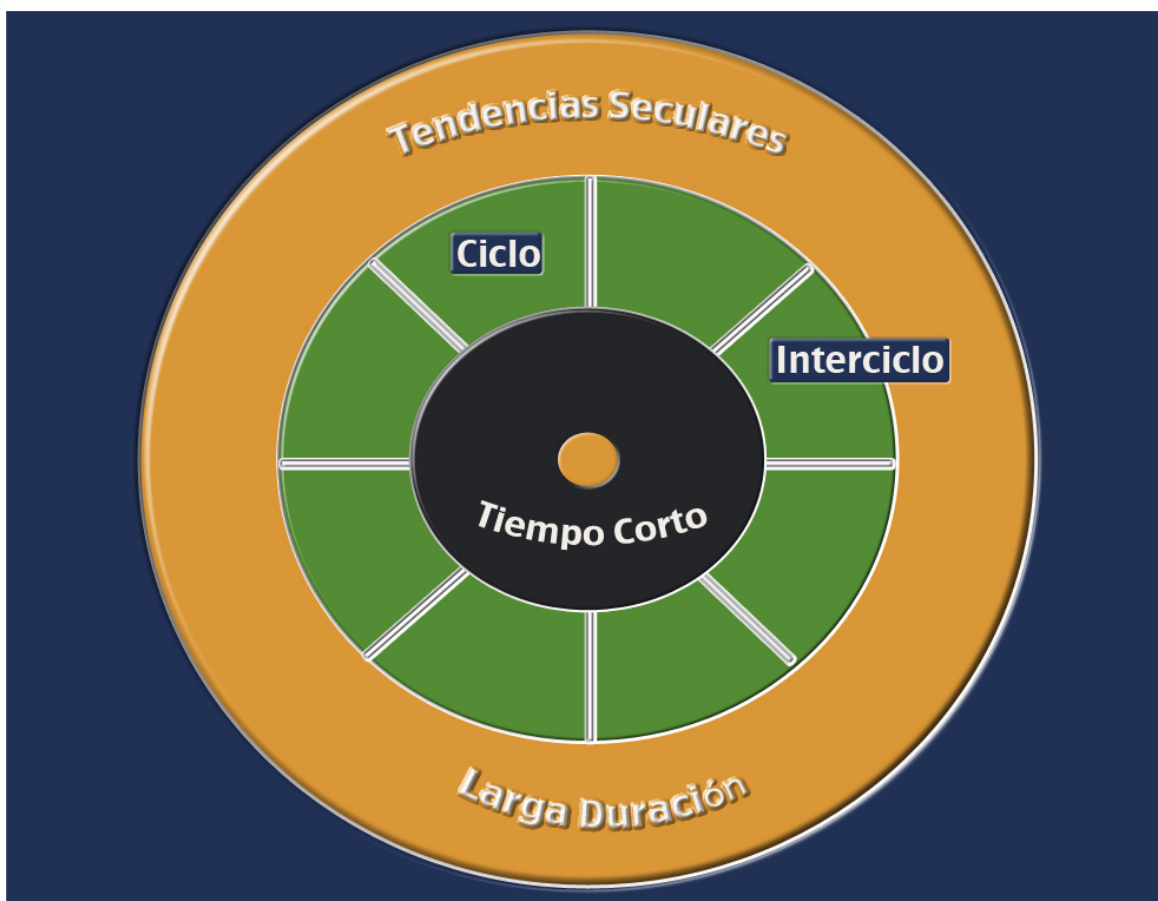 Tendencias Seculares
Ciclo
Interciclo
Tiempo Corto
Larga Duración